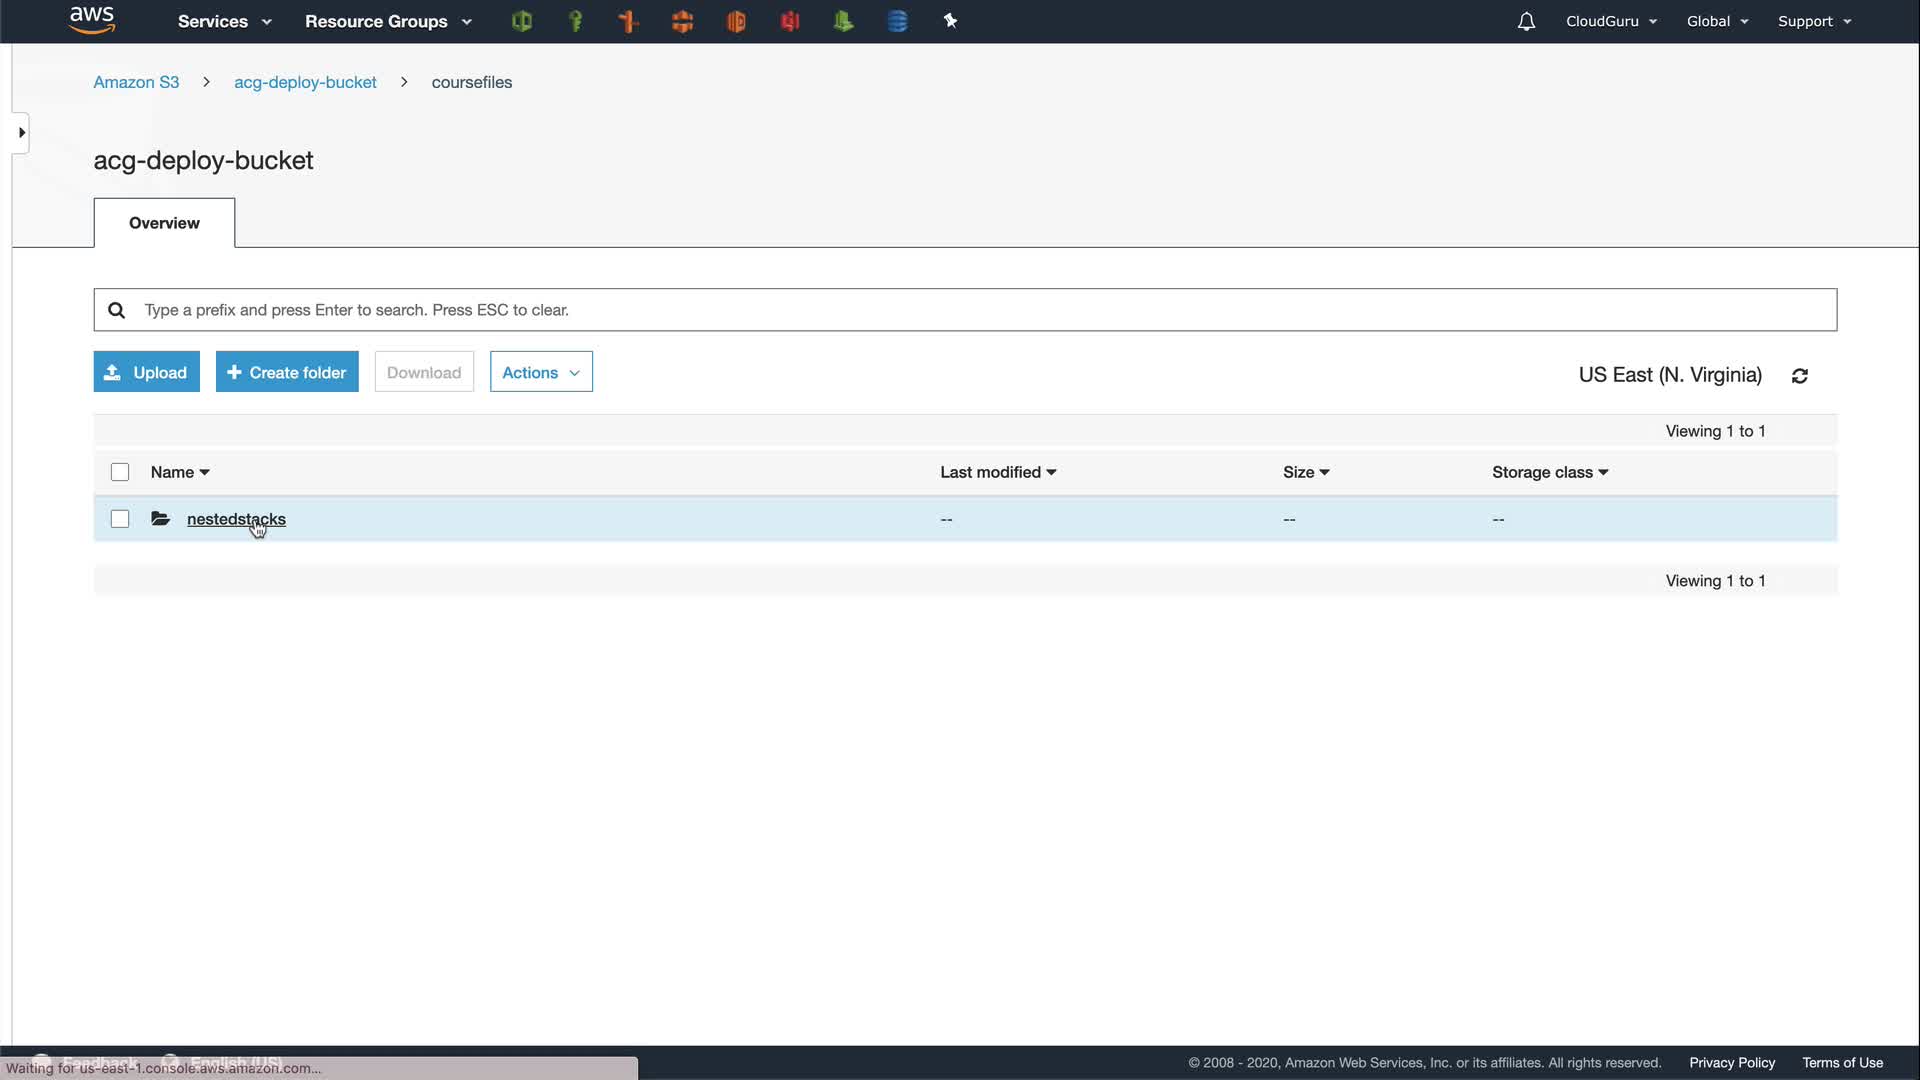 aws Services Resource Groups CloudGuru Global Support
Amazon S3 > acg-deploy-bucket > coursefiles
acg-deploy-bucket
Overview
Type a prefix and press Enter to search. Press ESC to clear.
Upload + Create folder Download Actions US East (N. Virginia)
Viewing 1 to 1
Name Last modified Size Storage class
nestedstacks -- -- --
Viewing 1 to 1
Feedback English (US) © 2008 - 2020, Amazon Web Services, Inc. or its affiliates. All rights reserved. Privacy Policy Terms of Use
Waiting for us-east-1.console.aws.amazon.com...